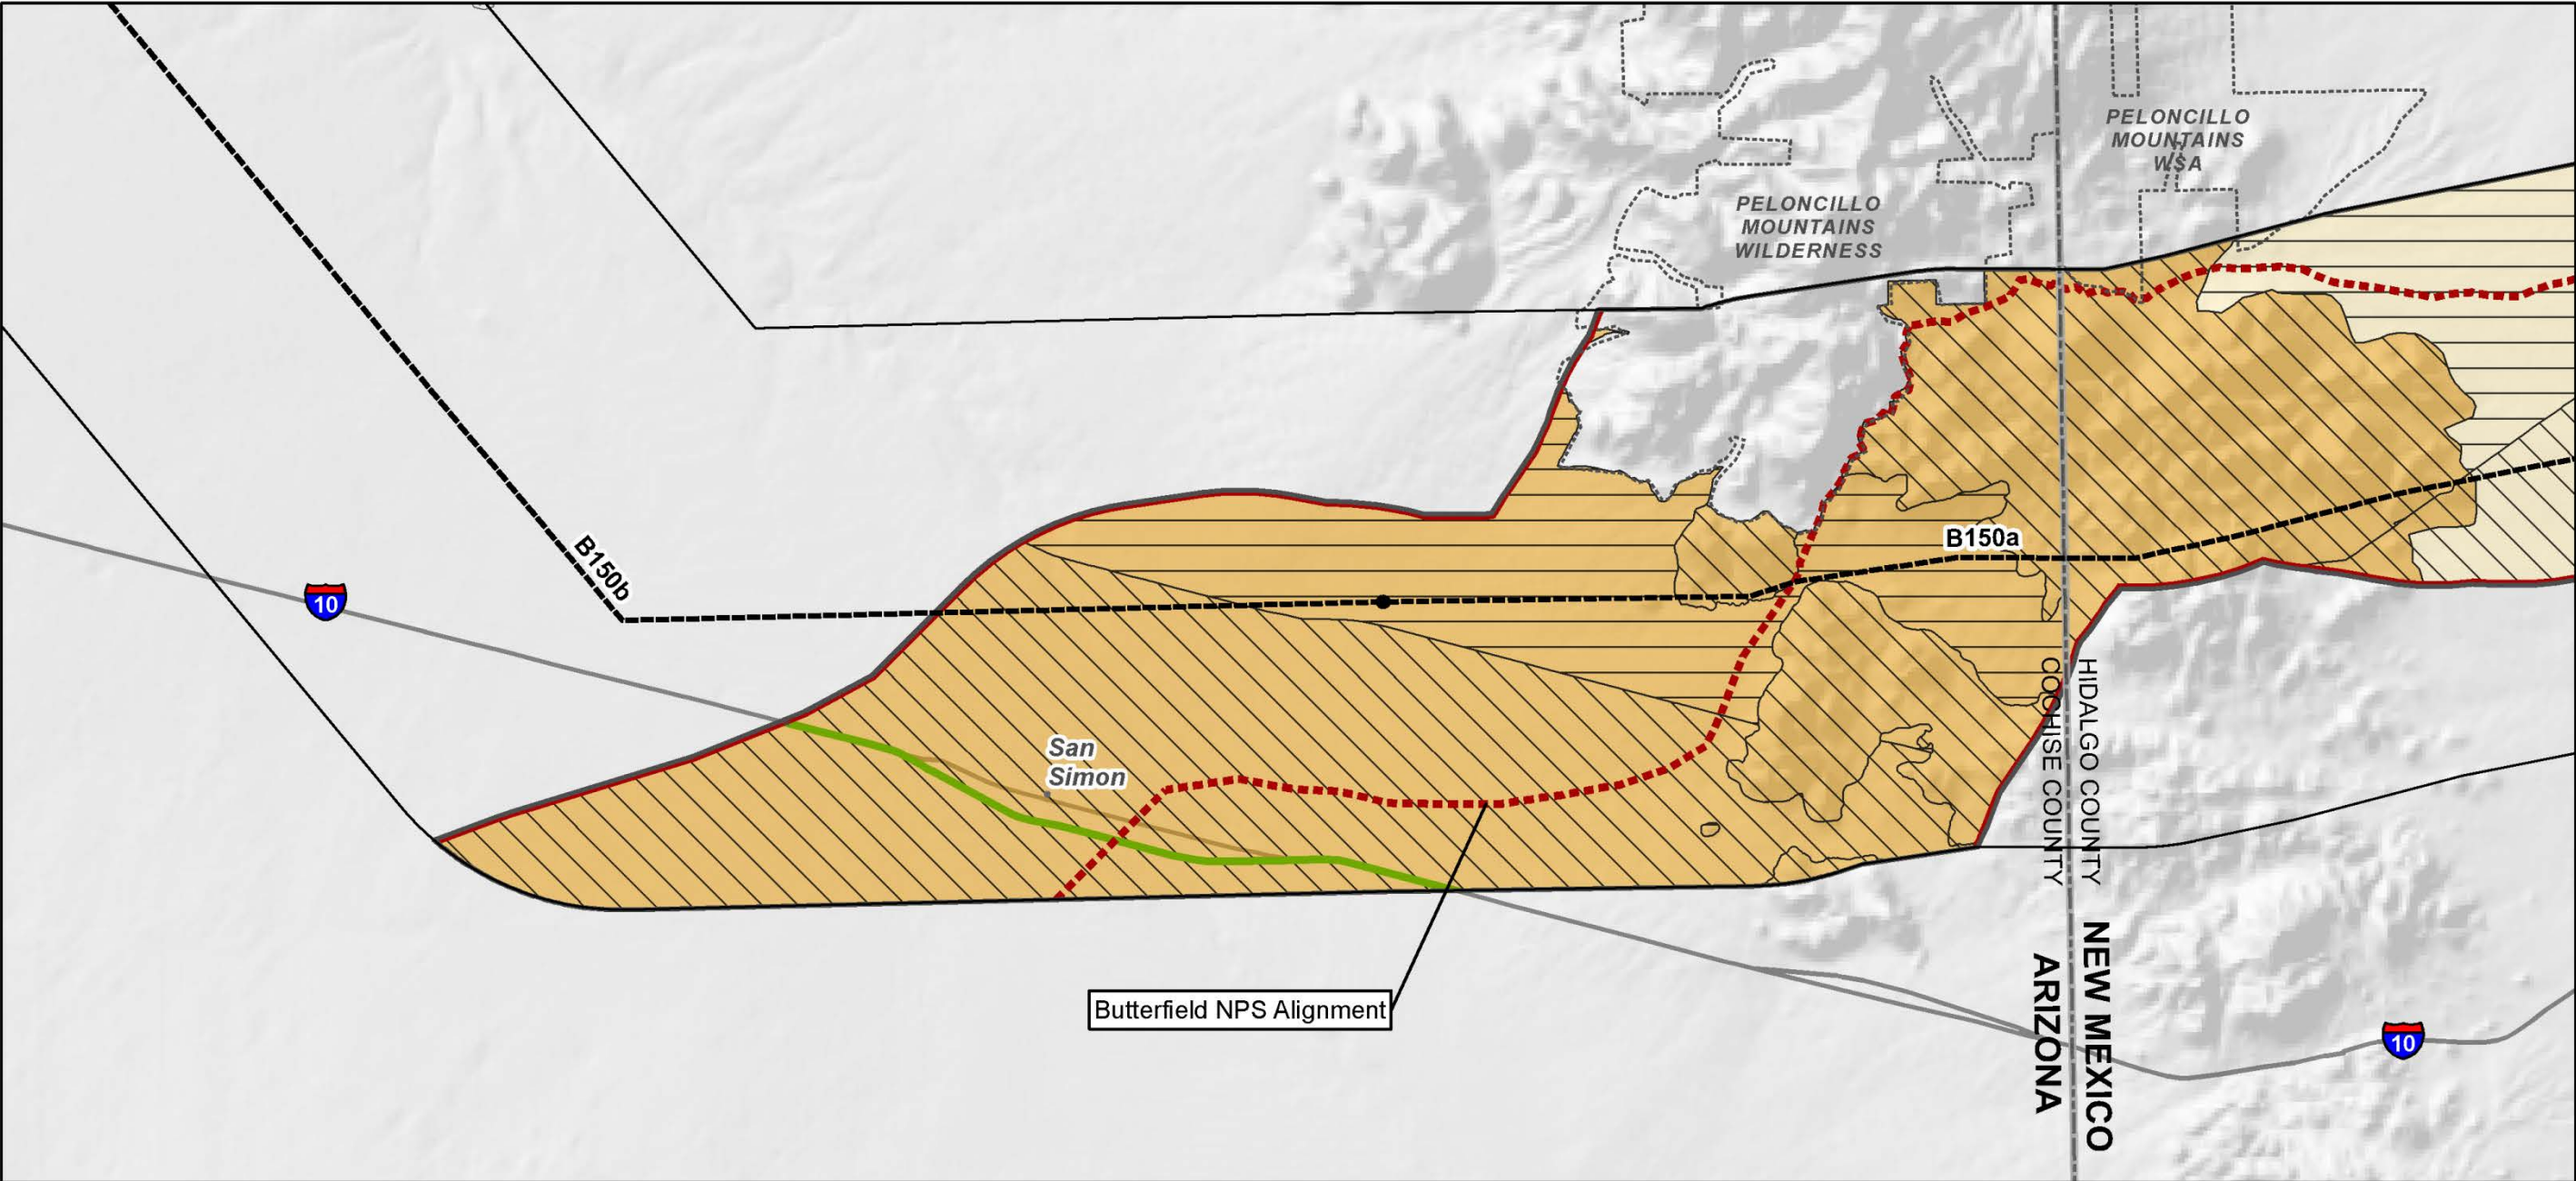 PELONCILLO
MOUNTAINS
WSA
PELONCILLO
MOUNTAINS
WILDERNESS
B150a
B150b
10
San
Simon
COCHISE COUNTY
HIDALGO COUNTY
Butterfield NPS Alignment
ARIZONA
NEW MEXICO
10